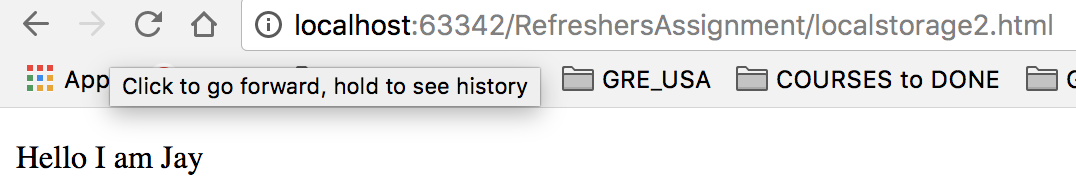 localhost:63342/RefreshersAssignment/localstorage2.html
App
Click to go forward, hold to see history
GRE_USA
COURSES to DONE
Hello I am Jay